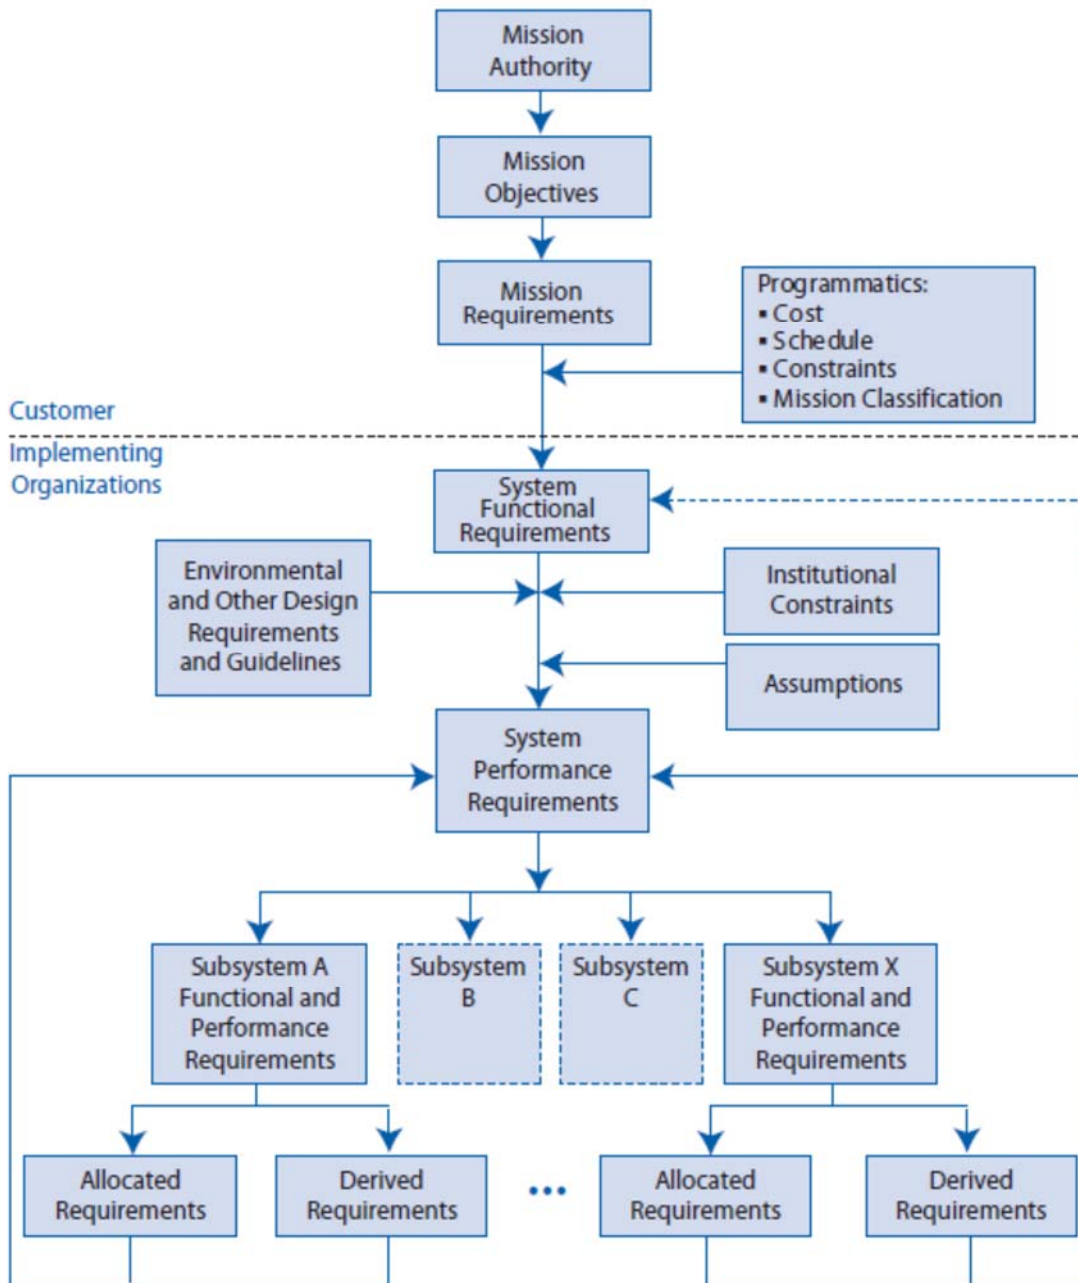 Mission
Authority
Mission
Objectives
Mission
Requirements
Programmatics:
▪ Cost
▪ Schedule
▪ Constraints
▪ Mission Classification
Customer
Implementing
Organizations
System
Functional
Requirements
Environmental
and Other Design
Requirements
and Guidelines
Institutional
Constraints
Assumptions
System
Performance
Requirements
Subsystem A
Functional and
Performance
Requirements
Subsystem
B
Subsystem
C
Subsystem X
Functional and
Performance
Requirements
Allocated
Requirements
Derived
Requirements
•••
Allocated
Requirements
Derived
Requirements